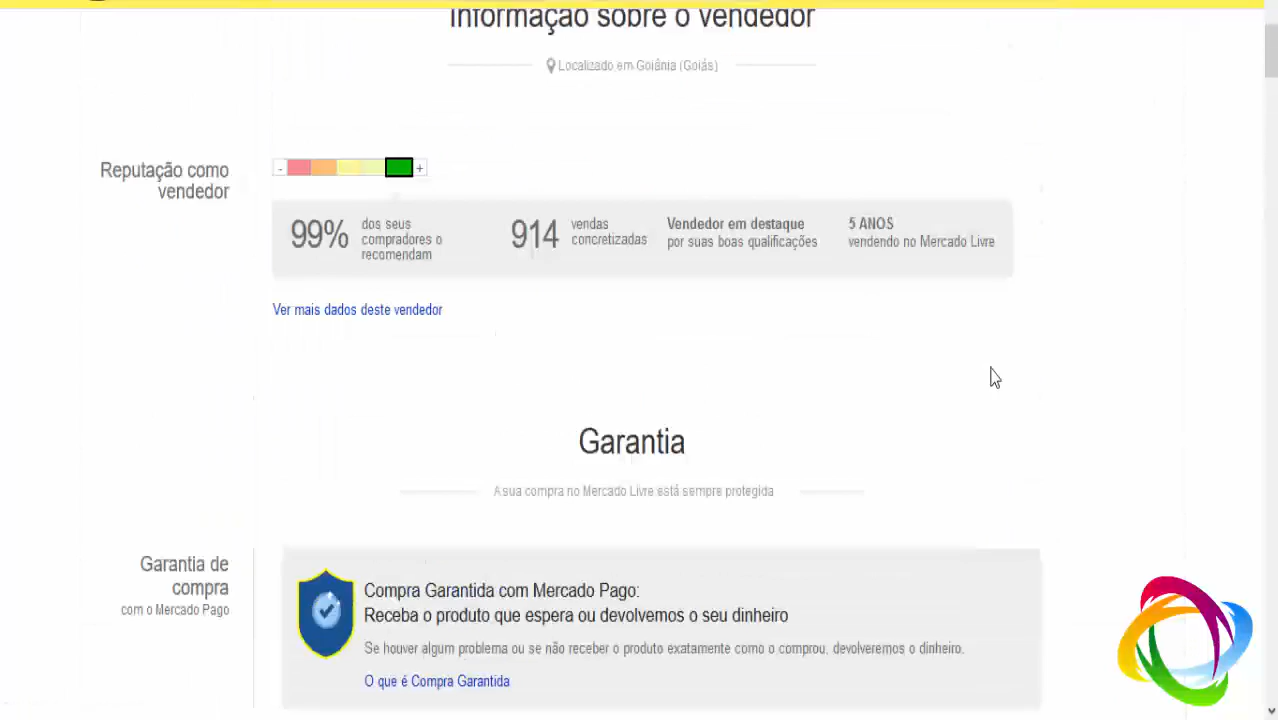 Informação sobre o vendedor
Localizado em Goiânia (Goiás)
Reputação como
vendedor
- +
99% dos seus compradores o recomendam
914 vendas concretizadas
Vendedor em destaque
por suas boas qualificações
5 ANOS
vendendo no Mercado Livre
Ver mais dados deste vendedor
Garantia
A sua compra no Mercado Livre está sempre protegida
Garantia de
compra
com o Mercado Pago
Compra Garantida com Mercado Pago:
Receba o produto que espera ou devolvemos o seu dinheiro
Se houver algum problema ou se não receber o produto exatamente como o comprou, devolveremos o dinheiro.
O que é Compra Garantida